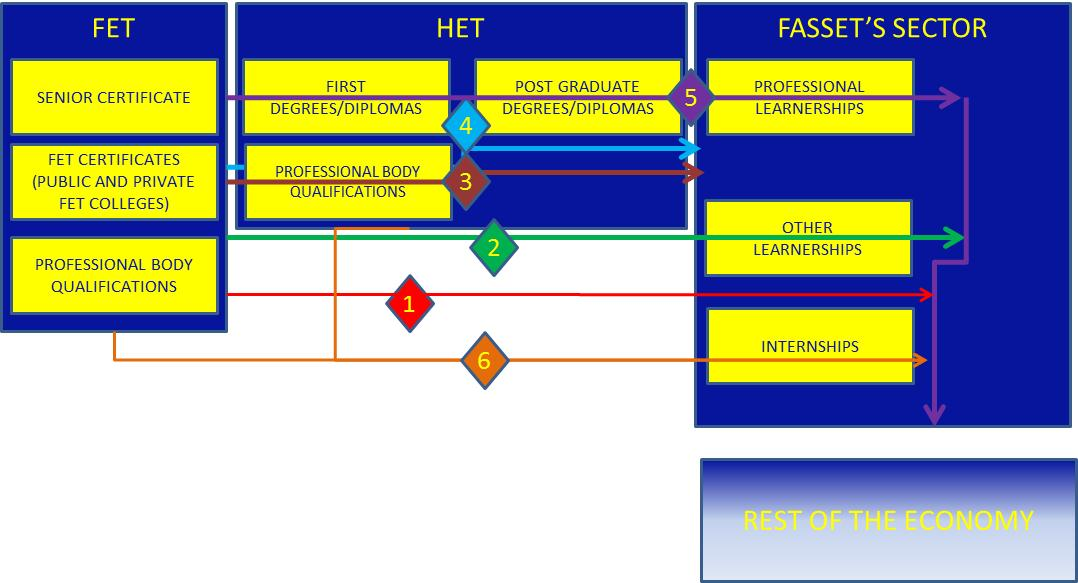 FET
SENIOR CERTIFICATE
FET CERTIFICATES
(PUBLIC AND PRIVATE
FET COLLEGES)
PROFESSIONAL BODY
QUALIFICATIONS
HET
FIRST
DEGREES/DIPLOMAS
POST GRADUATE
DEGREES/DIPLOMAS
PROFESSIONAL BODY
QUALIFICATIONS
FASSET'S SECTOR
PROFESSIONAL
LEARNERSHIPS
OTHER
LEARNERSHIPS
INTERNSHIPS
5
4
3
2
1
6
REST OF THE ECONOMY